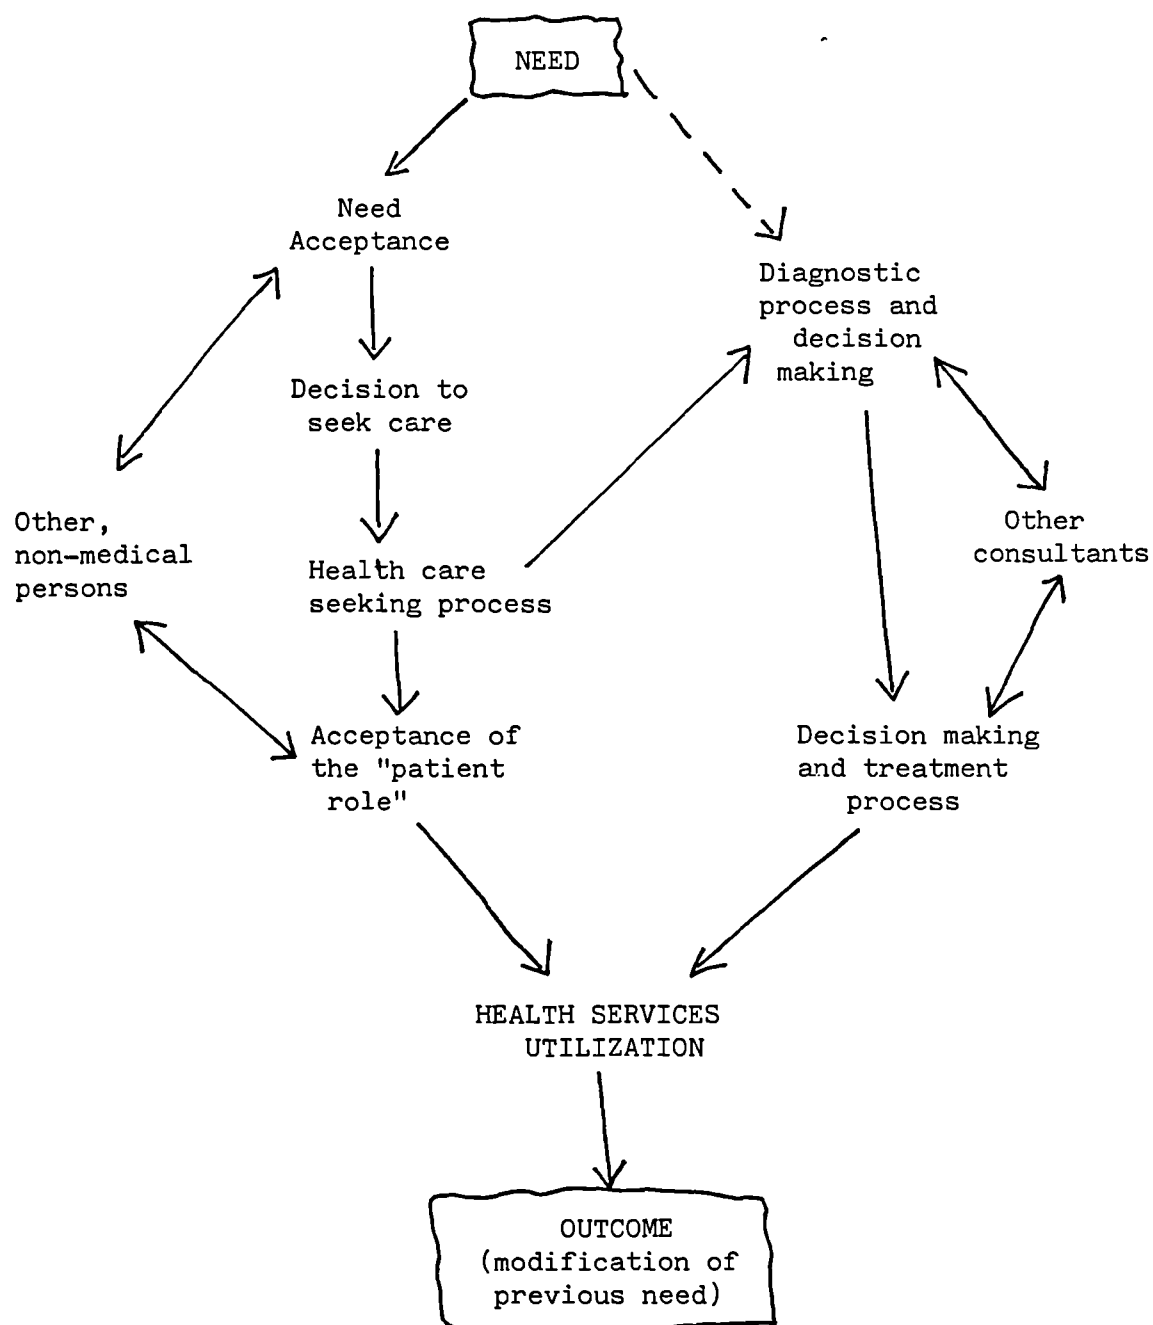 NEED
Need
Acceptance
Diagnostic
process and
decision
making
Decision to
seek care
Other,
non-medical
persons
Other
consultants
Health care
seeking process
Acceptance of
the "patient
role"
Decision making
and treatment
process
HEALTH SERVICES
UTILIZATION
OUTCOME
(modification of
previous need)